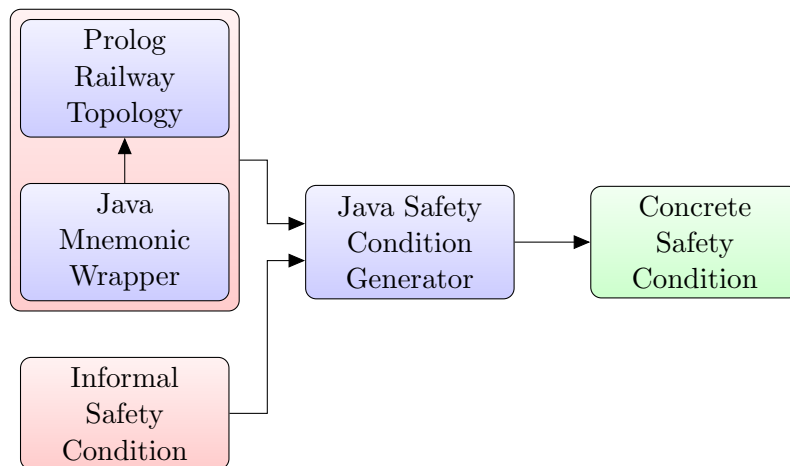 Prolog
Railway
Topology
Java
Mnemonic
Wrapper
Informal
Safety
Condition
Java Safety
Condition
Generator
Concrete
Safety
Condition